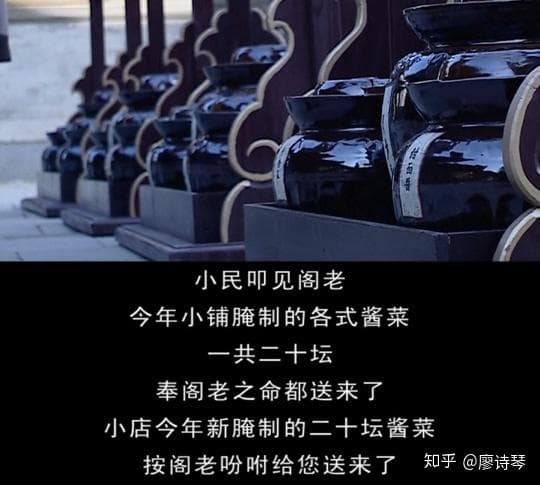 小民叩见阁老
今年小铺腌制的各式酱菜
一共二十坛
奉阁老之命都送来了
小店今年新腌制的二十坛酱菜
按阁老吩咐给您送来了
知乎 @廖诗琴